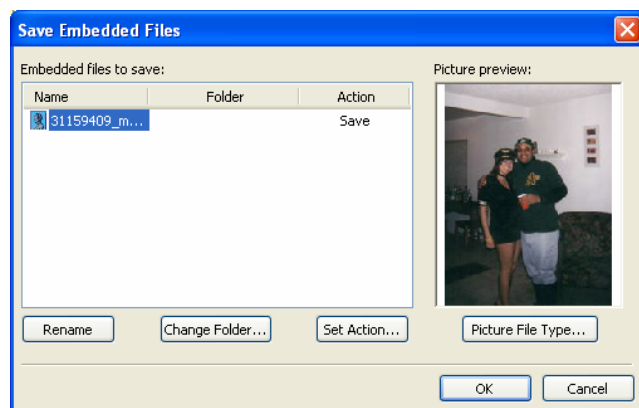 Save Embedded Files
Embedded files to save:
Picture preview:
Name Folder Action
31159409_m... Save
Rename Change Folder... Set Action... Picture File Type...
OK Cancel